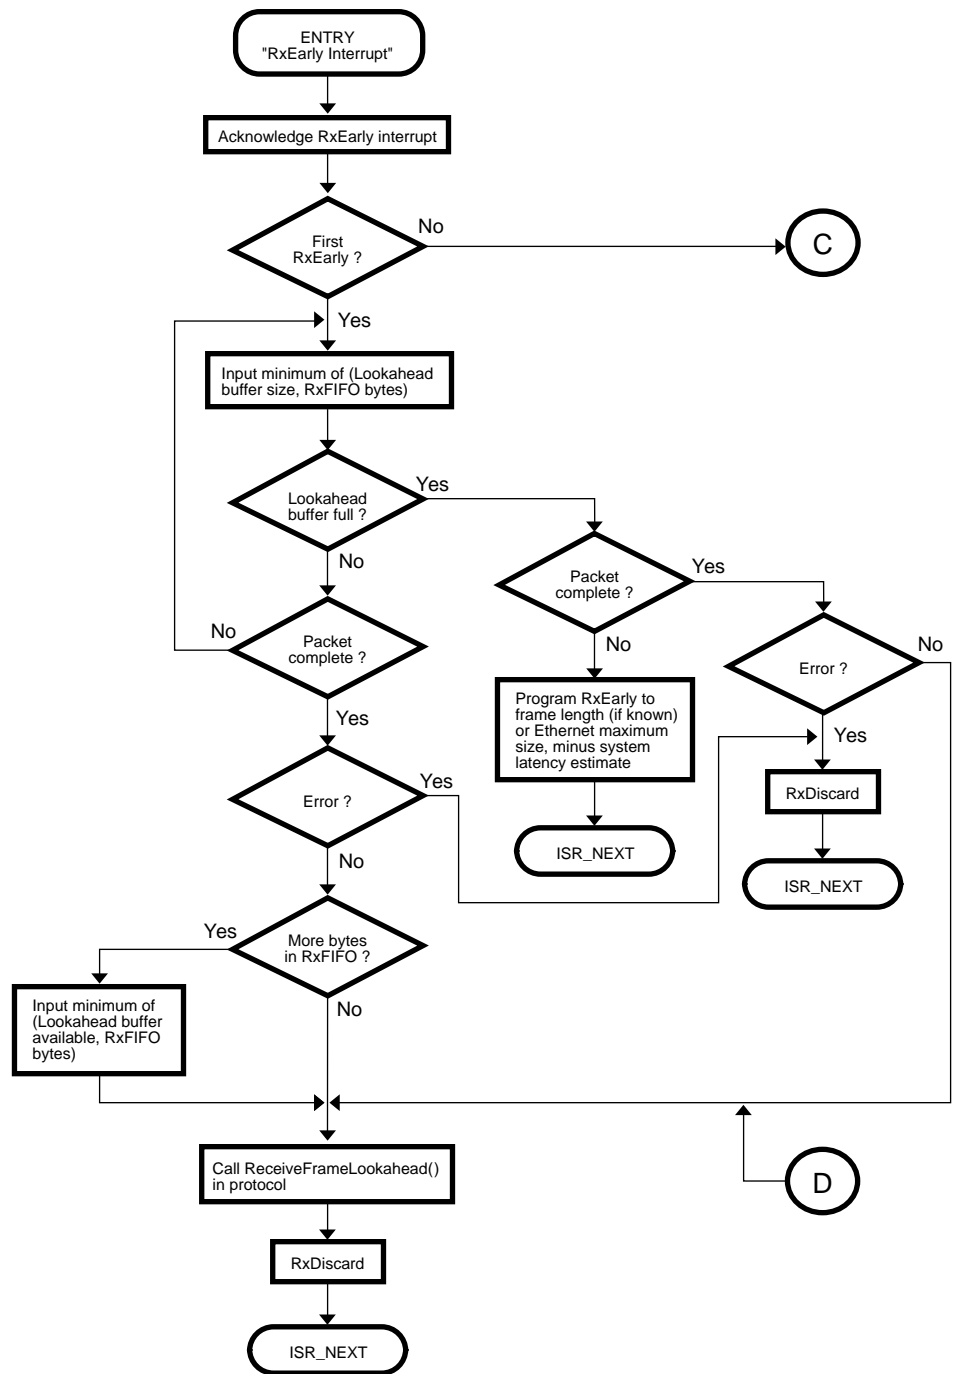 ENTRY
"RxEarly Interrupt"
Acknowledge RxEarly interrupt
First
RxEarly ?
No
C
Yes
Input minimum of (Lookahead
buffer size, RxFIFO bytes)
Lookahead
buffer full ?
Yes
No
Packet
complete ?
Yes
No
Packet
complete ?
No
Yes
Error ?
No
Yes
Program RxEarly to
frame length (if known)
or Ethernet maximum
size, minus system
latency estimate
ISR_NEXT
RxDiscard
ISR_NEXT
Error ?
Yes
No
More bytes
in RxFIFO ?
Yes
No
Input minimum of
(Lookahead buffer
available, RxFIFO
bytes)
Call ReceiveFrameLookahead()
in protocol
D
RxDiscard
ISR_NEXT